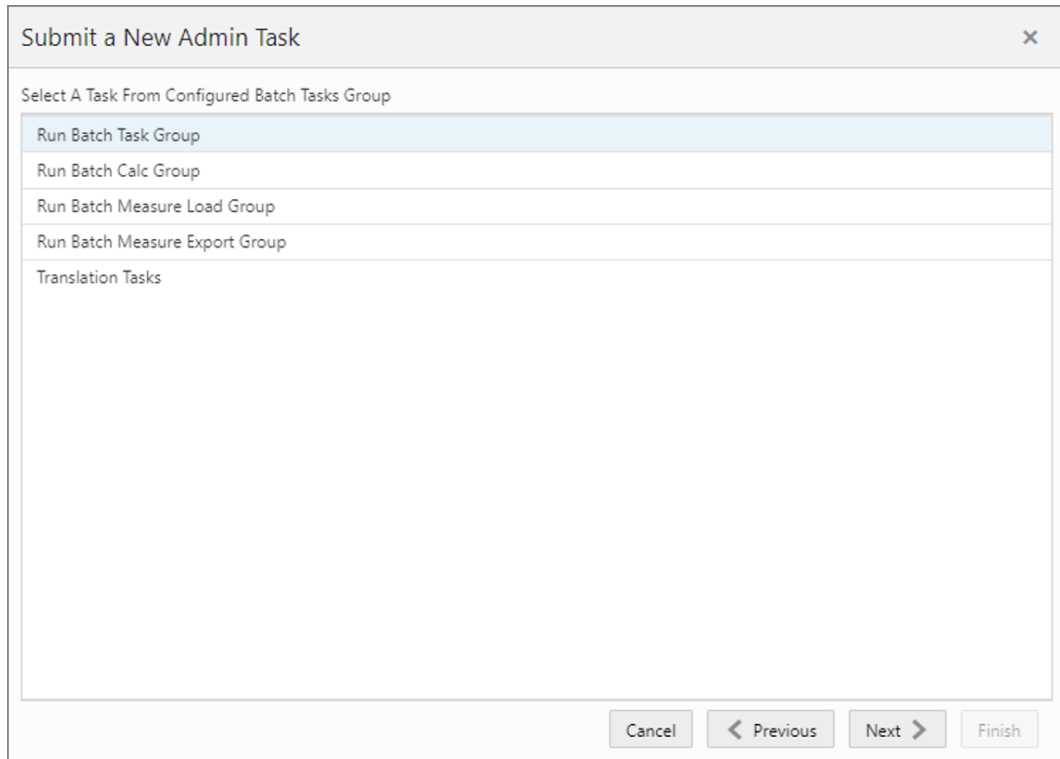 Submit a New Admin Task
Select A Task From Configured Batch Tasks Group
Run Batch Task Group
Run Batch Calc Group
Run Batch Measure Load Group
Run Batch Measure Export Group
Translation Tasks
Cancel Previous Next Finish